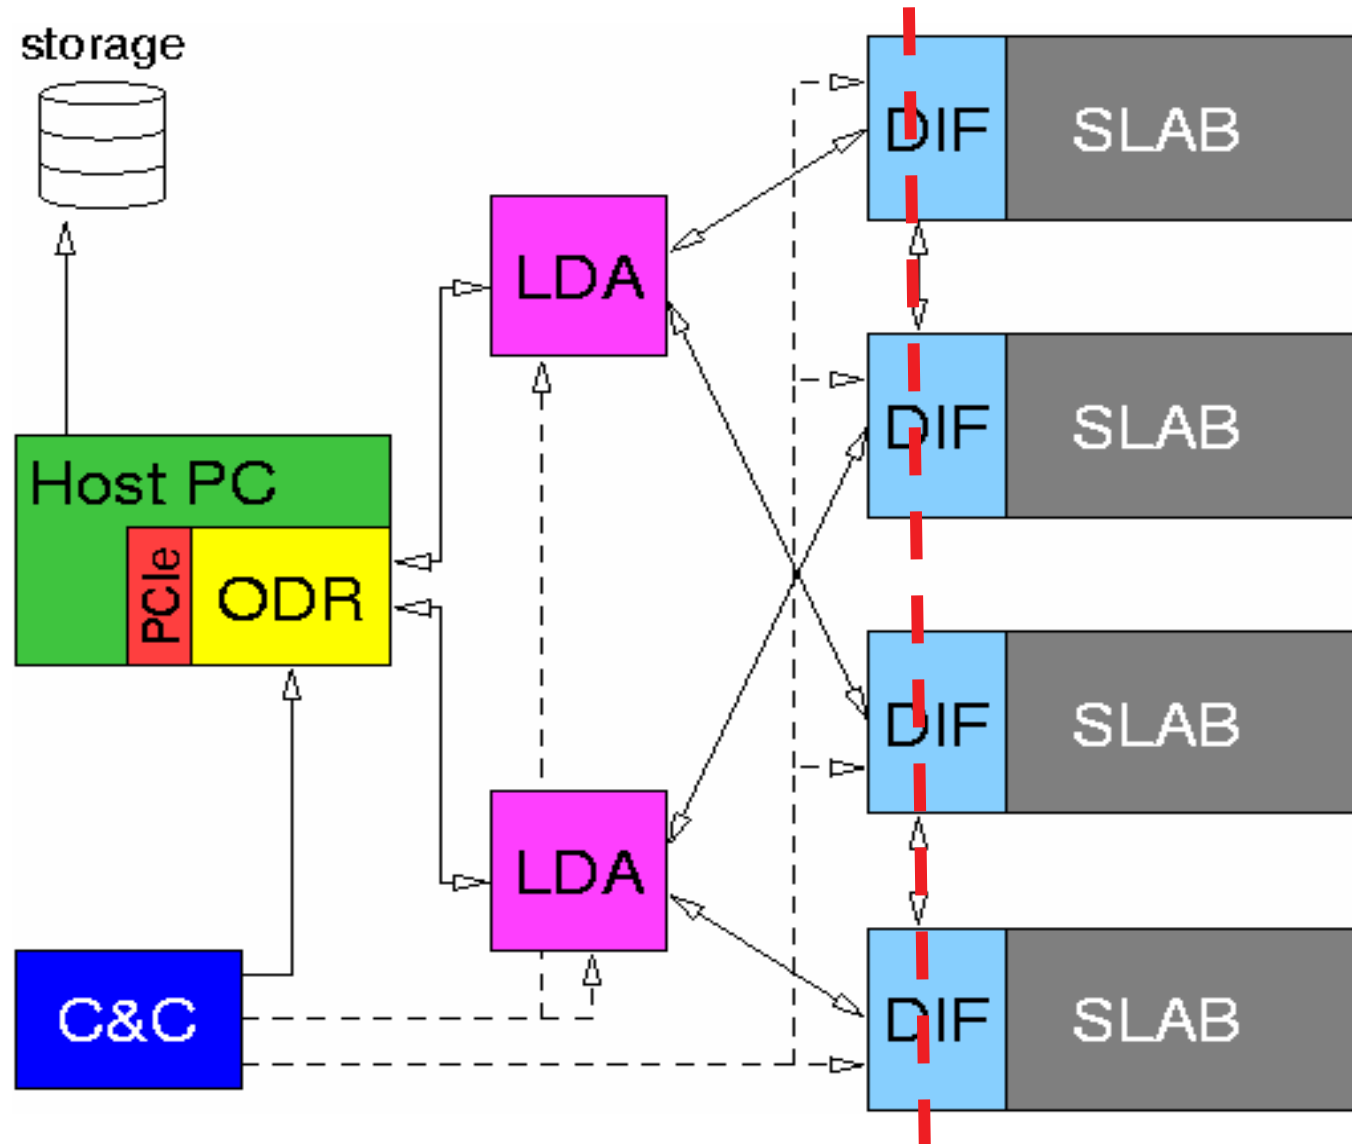 storage
DIF SLAB
LDA
DIF SLAB
Host PC
PCIe
ODR
DIF SLAB
LDA
C&C
DIF SLAB